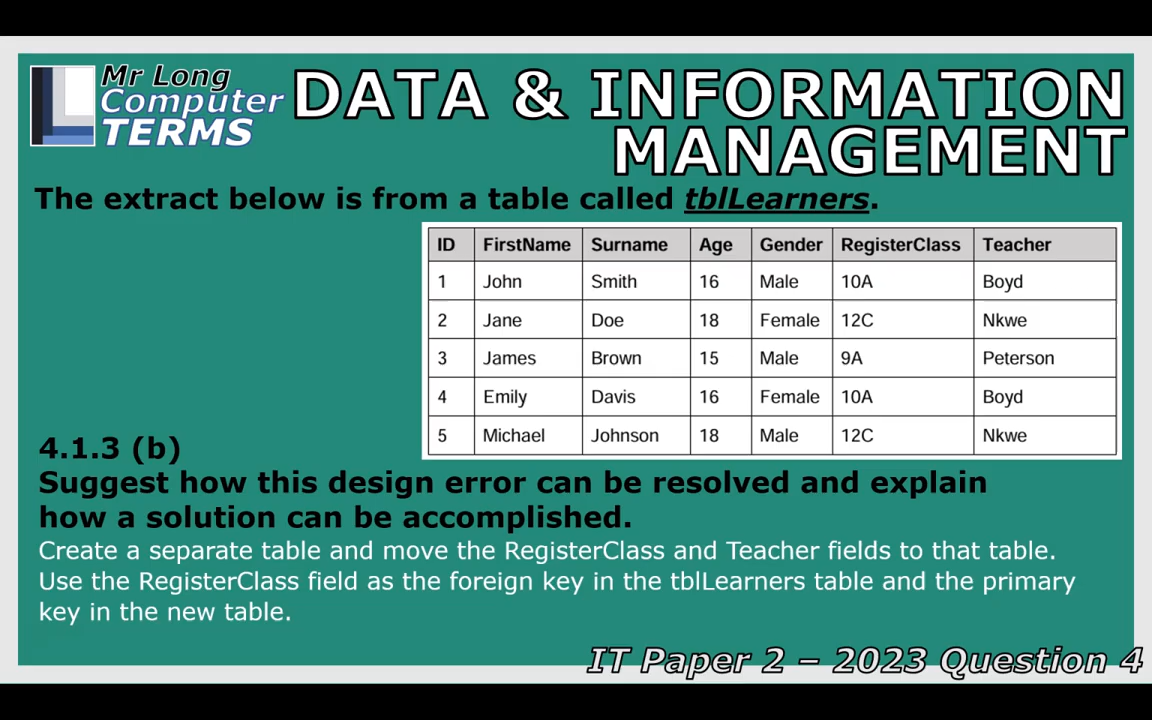 Mr Long
Computer
TERMS
DATA & INFORMATION
MANAGEMENT
The extract below is from a table called tblLearners.
ID FirstName Surname Age Gender RegisterClass Teacher
1 John Smith 16 Male 10A Boyd
2 Jane Doe 18 Female 12C Nkwe
3 James Brown 15 Male 9A Peterson
4 Emily Davis 16 Female 10A Boyd
5 Michael Johnson 18 Male 12C Nkwe
4.1.3 (b)
Suggest how this design error can be resolved and explain
how a solution can be accomplished.
Create a separate table and move the RegisterClass and Teacher fields to that table.
Use the RegisterClass field as the foreign key in the tblLearners table and the primary
key in the new table.
IT Paper 2 – 2023 Question 4